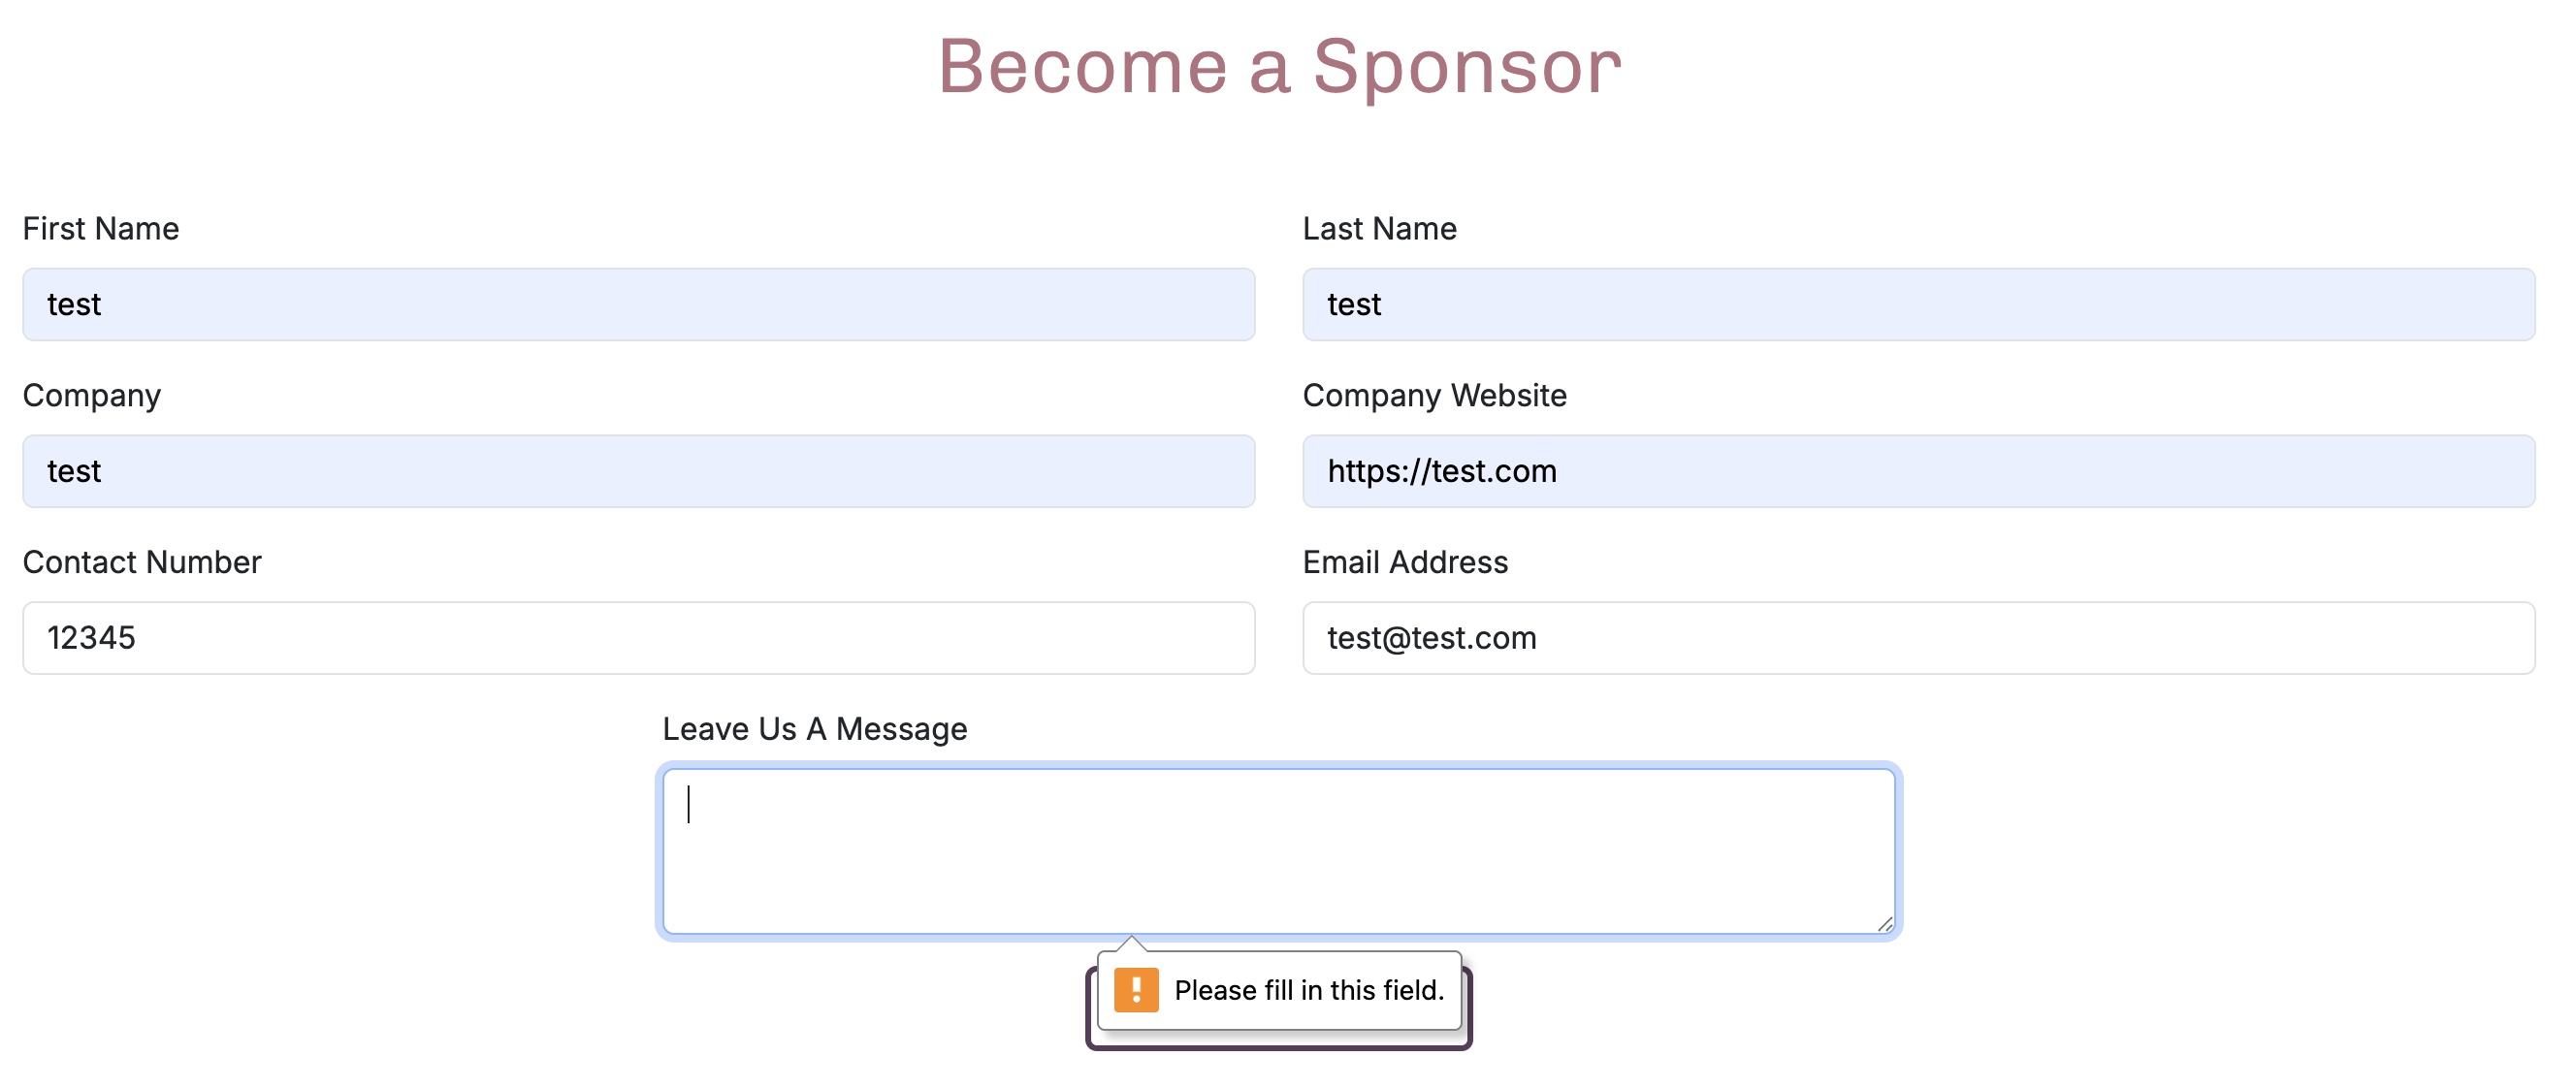 Become a Sponsor
First Name
Last Name
test
test
Company
Company Website
test
https://test.com
Contact Number
Email Address
12345
test@test.com
Leave Us A Message
Please fill in this field.